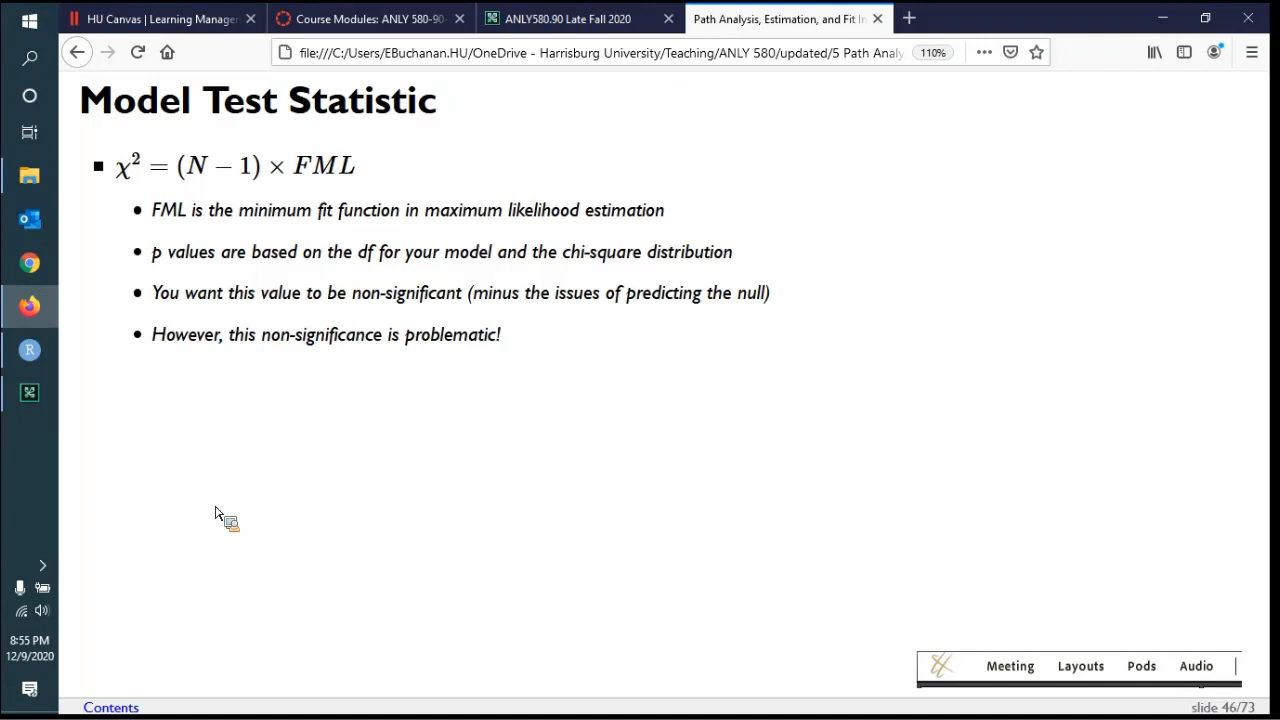 HU Canvas | Learning Manage
Course Modules: ANLY 580-90-
ANLY580.90 Late Fall 2020
Path Analysis, Estimation, and Fit In
file:///C:/Users/EBuchanan.HU/OneDrive - Harrisburg University/Teaching/ANLY 580/updated/5 Path Analy
110%
Model Test Statistic
χ² = (N − 1) × FML
FML is the minimum fit function in maximum likelihood estimation
p values are based on the df for your model and the chi-square distribution
You want this value to be non-significant (minus the issues of predicting the null)
However, this non-significance is problematic!
8:55 PM
12/9/2020
Meeting Layouts Pods Audio
Contents
slide 46/73